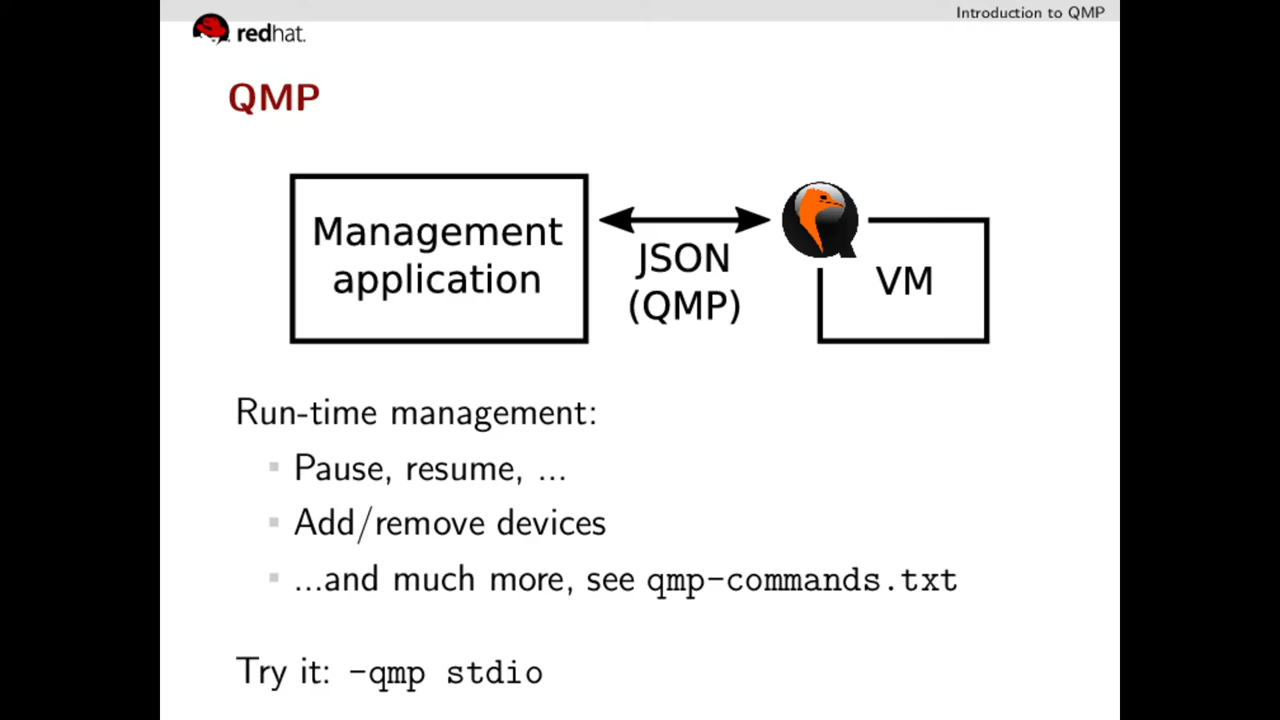 Introduction to QMP
redhat.
QMP
Management
application
JSON
(QMP)
VM
Run-time management:
Pause, resume, ...
Add/remove devices
...and much more, see qmp-commands.txt
Try it: -qmp stdio